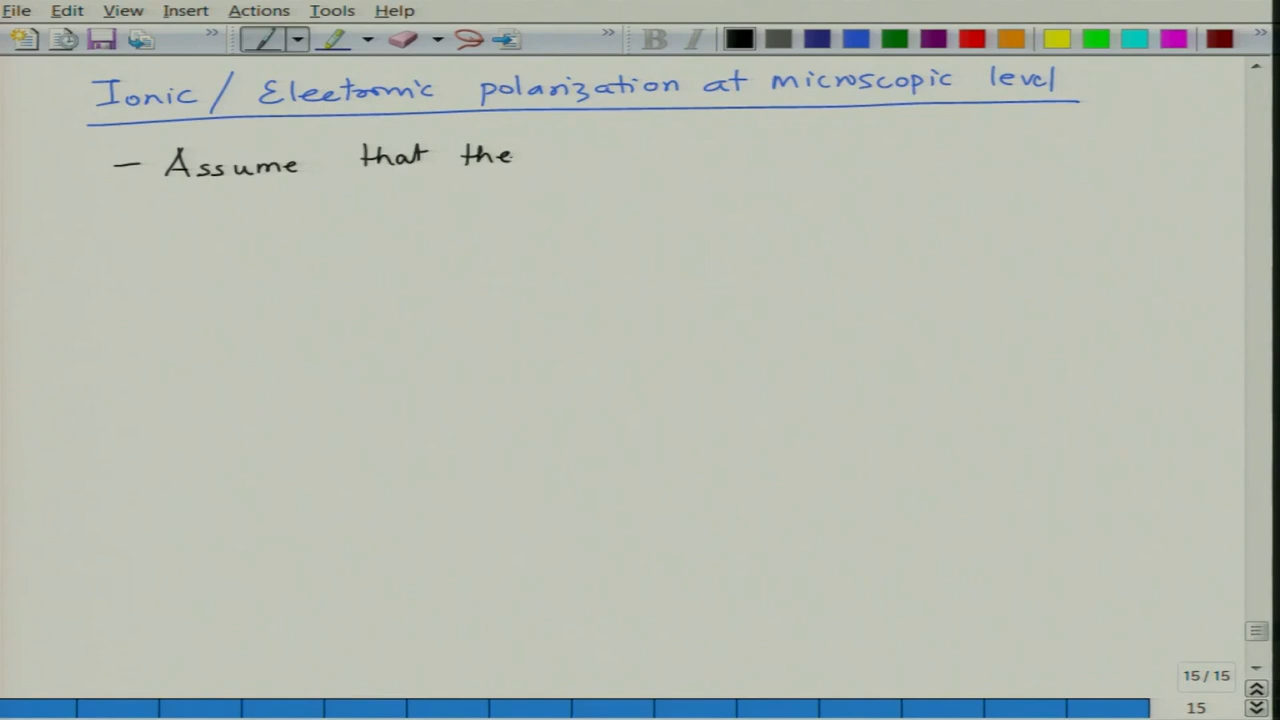 File Edit View Insert Actions Tools Help
B I
Ionic / Electronic polarization at microscopic level
- Assume that the
15 / 15
15